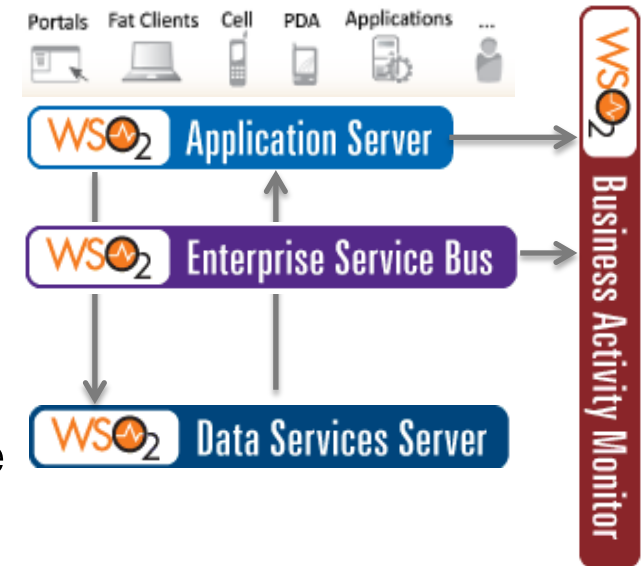 Portals Fat Clients Cell PDA Applications ...
WSO2 Application Server
WSO2 Enterprise Service Bus
WSO2 Data Services Server
e
WSO2 Business Activity Monitor